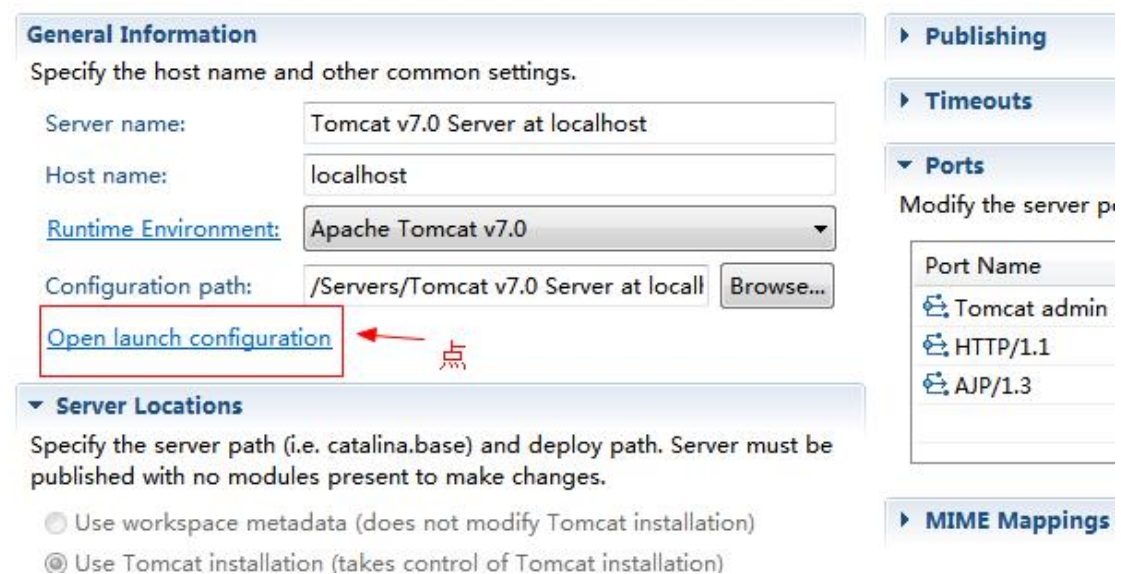 General Information
Specify the host name and other common settings.
Server name:
Tomcat v7.0 Server at localhost
Host name:
localhost
Runtime Environment:
Apache Tomcat v7.0
Configuration path:
/Servers/Tomcat v7.0 Server at local
Browse...
Open launch configuration
点
Server Locations
Specify the server path (i.e. catalina.base) and deploy path. Server must be
published with no modules present to make changes.
Use workspace metadata (does not modify Tomcat installation)
Use Tomcat installation (takes control of Tomcat installation)
Publishing
Timeouts
Ports
Modify the server
Port Name
Tomcat admin
HTTP/1.1
AJP/1.3
MIME Mappings